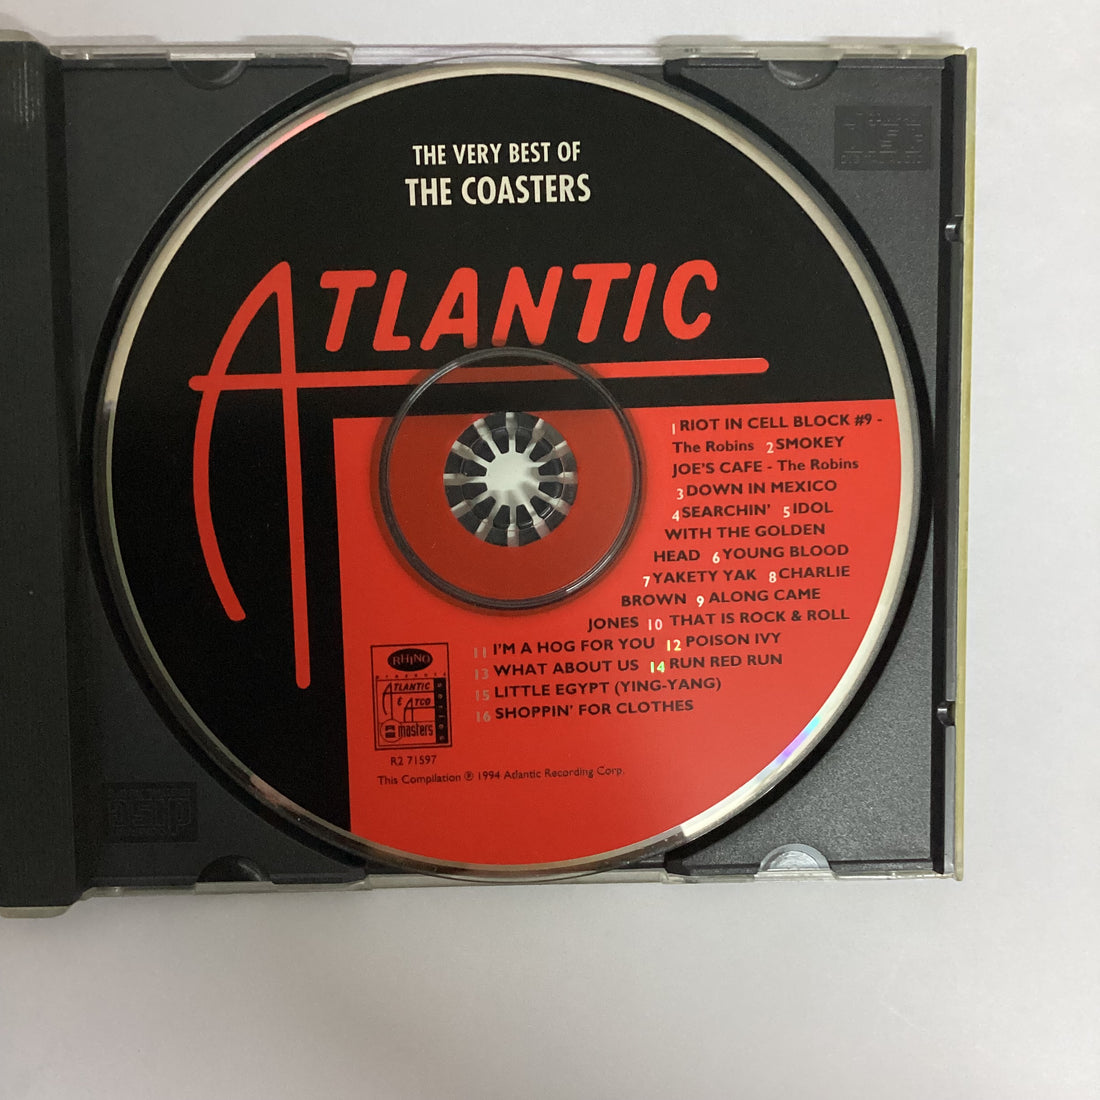 THE VERY BEST OF
THE COASTERS
ATLANTIC
1 RIOT IN CELL BLOCK #9 -
The Robins 2 SMOKEY
JOE'S CAFE - The Robins
3 DOWN IN MEXICO
4 SEARCHIN' 5 IDOL
WITH THE GOLDEN
HEAD 6 YOUNG BLOOD
7 YAKETY YAK 8 CHARLIE
BROWN 9 ALONG CAME
JONES 10 THAT IS ROCK & ROLL
11 I'M A HOG FOR YOU 12 POISON IVY
13 WHAT ABOUT US 14 RUN RED RUN
15 LITTLE EGYPT (YING-YANG)
16 SHOPPIN' FOR CLOTHES
RHINO
ATLANTIC
& ATCO
masters
series
R2 71597
This Compilation ℗ 1994 Atlantic Recording Corp.